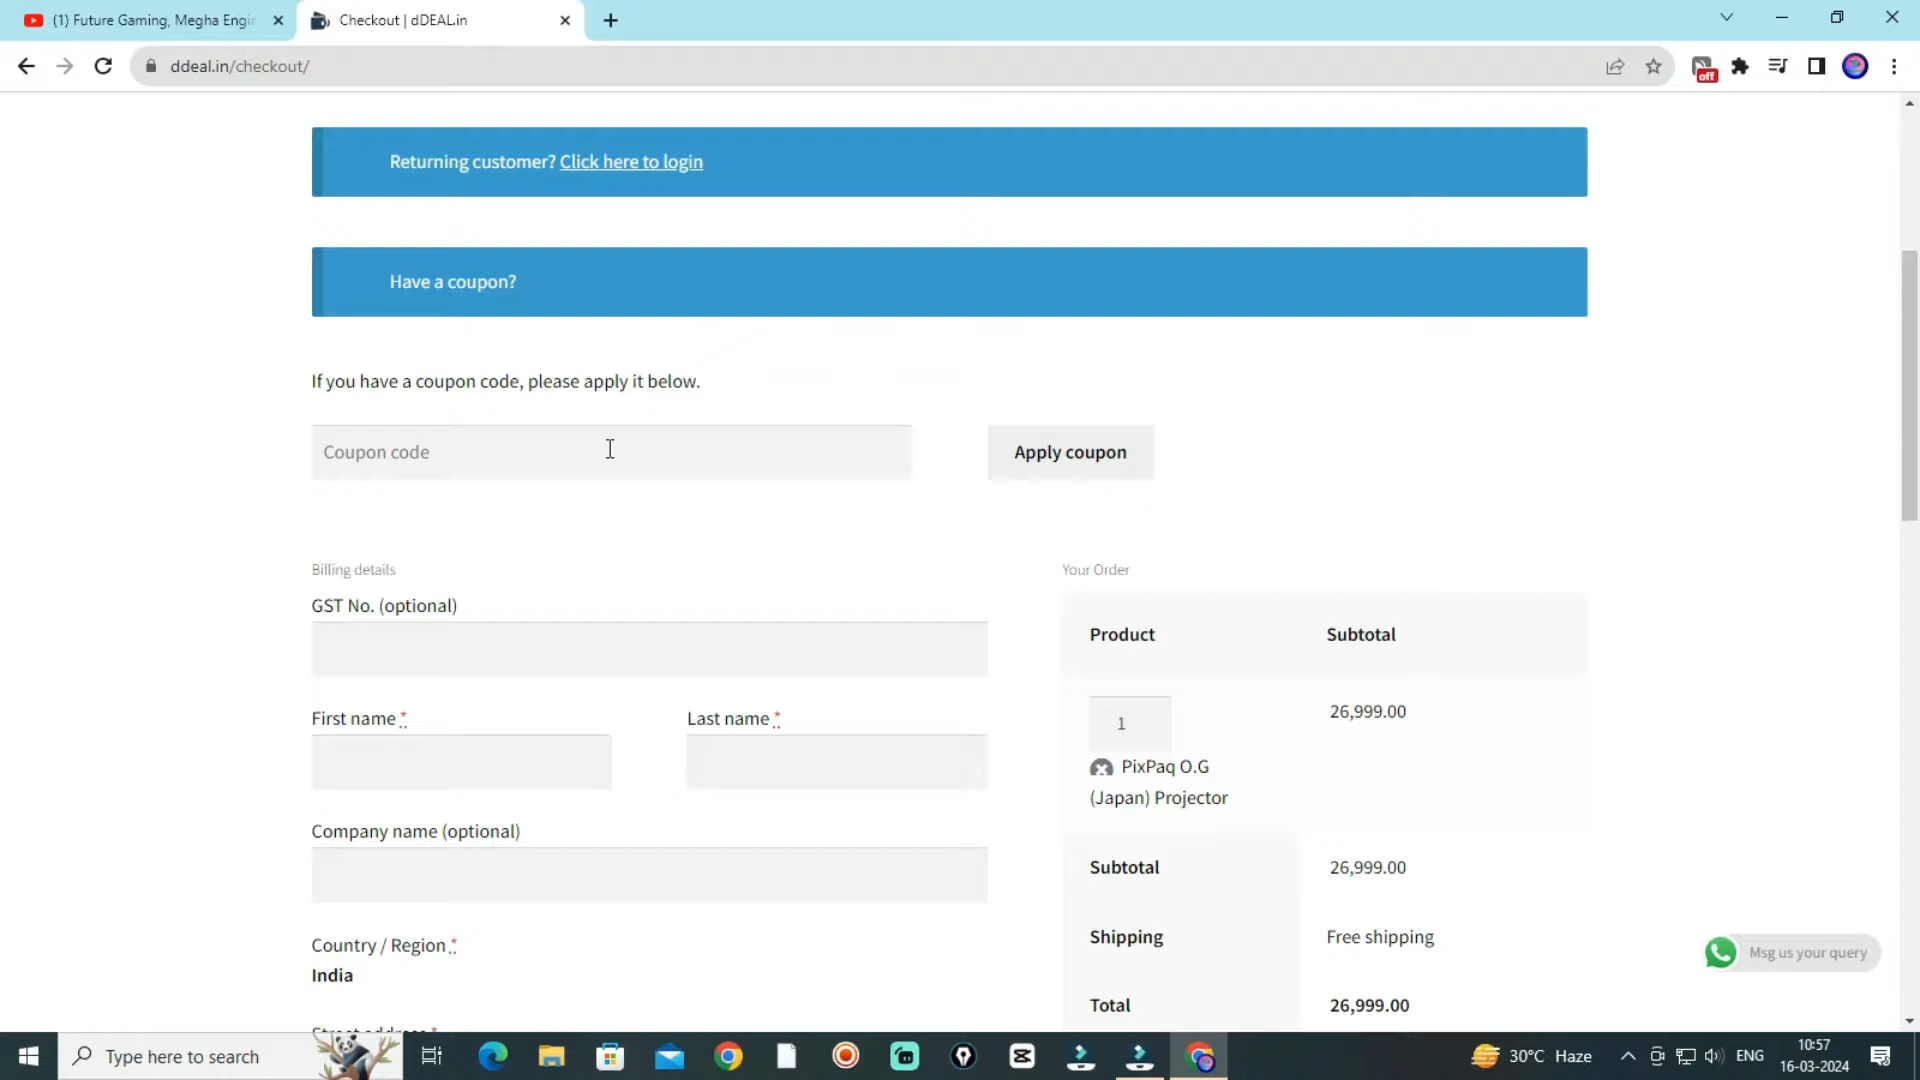 (1) Future Gaming, Megha Engi
Checkout | dDEAL.in
ddeal.in/checkout/
off
Returning customer? Click here to login
Have a coupon?
If you have a coupon code, please apply it below.
Coupon code
Apply coupon
Billing details
Your Order
GST No. (optional)
Product
Subtotal
1
26,999.00
PixPaq O.G
(Japan) Projector
First name *
Last name *
Company name (optional)
Subtotal
26,999.00
Shipping
Free shipping
Country / Region *
India
Msg us your query
Total
26,999.00
Street address *
Type here to search
30°C Haze
ENG
10:57
16-03-2024